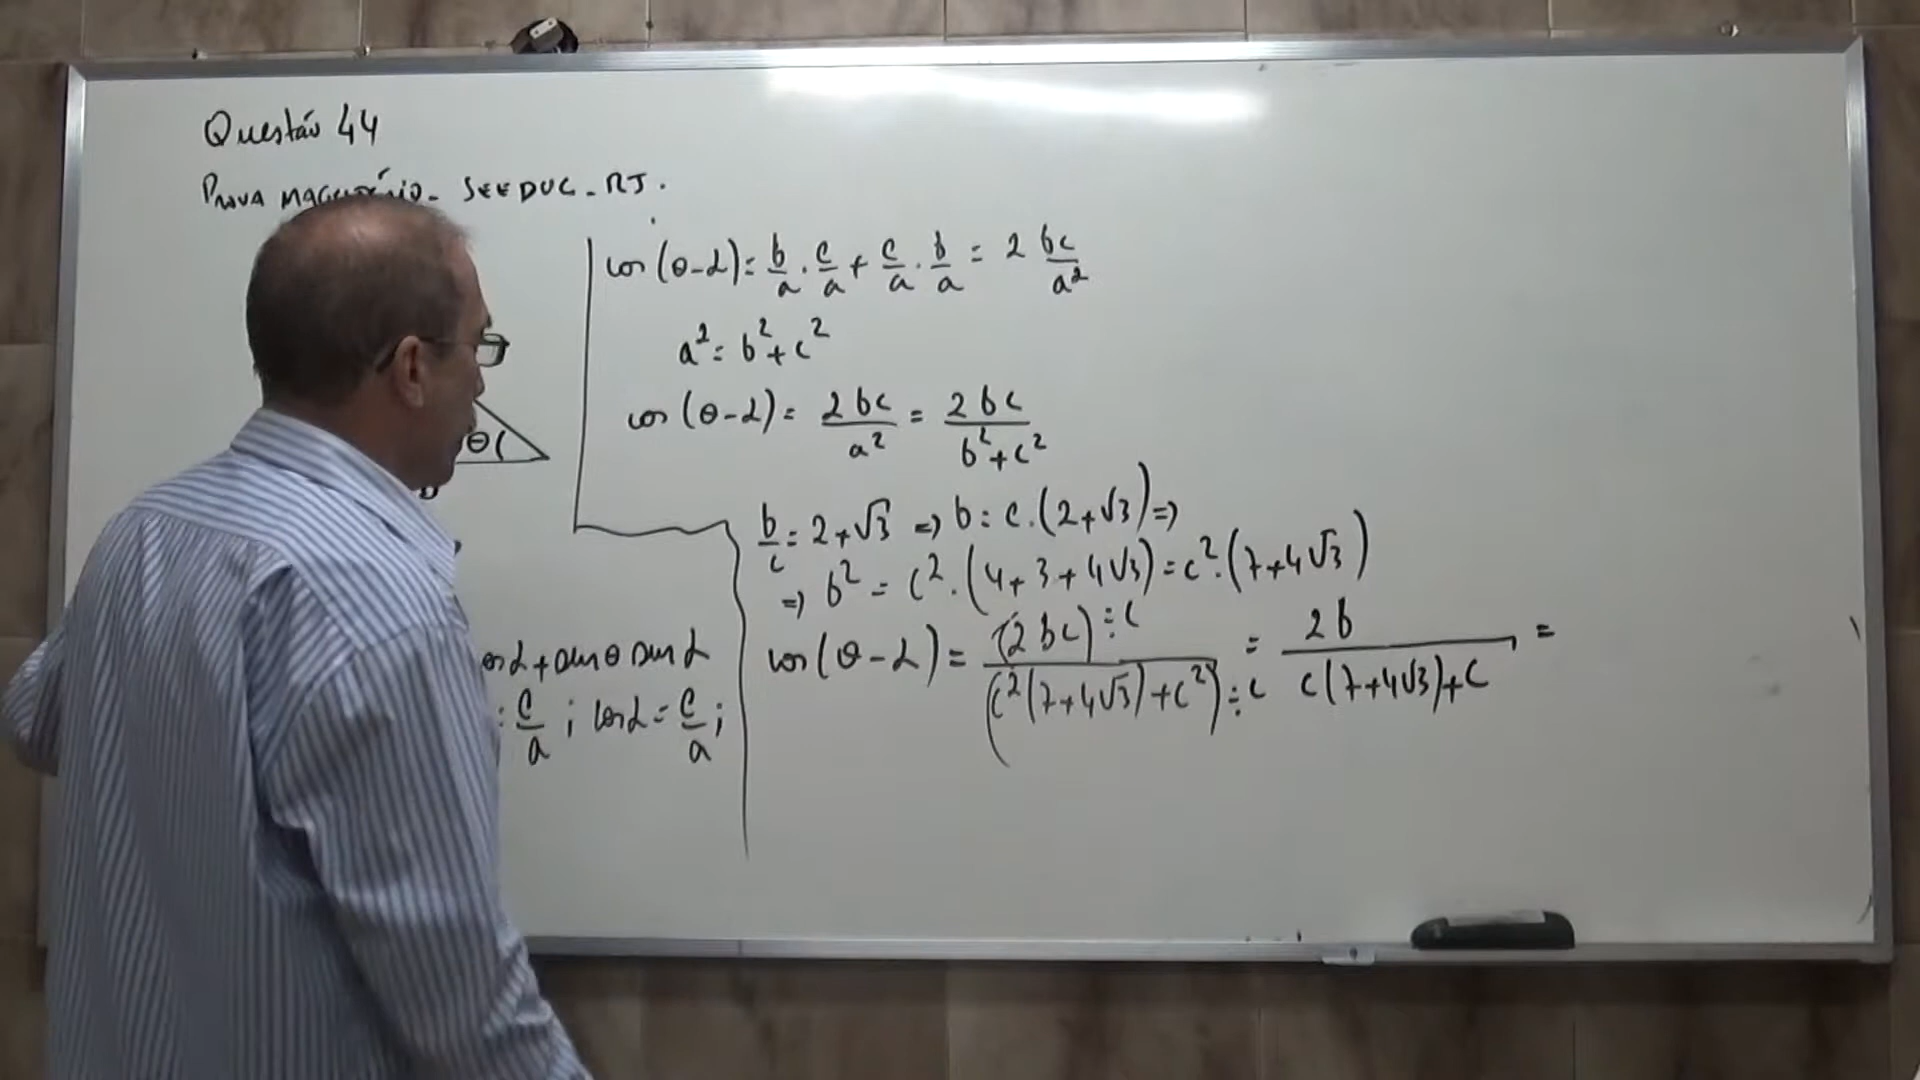 Questão 44
PROVA MAGISTÉRIO - SEEDUC - RJ.
cos (θ-α) = b/a . c/a + c/a . b/a = 2 bc/a²
a² = b² + c²
cos (θ-α) = 2bc/a² = 2bc/(b²+c²)
θ
b/c = 2+√3 => b = c.(2+√3) =>
=> b² = c².(4+3+4√3) = c².(7+4√3)
cos (θ-α) = (2bc)÷c / (c²(7+4√3)+c²)÷c = 2b / c(7+4√3)+c =
α + sen θ sen α
= c/a ; cos α = c/a ;